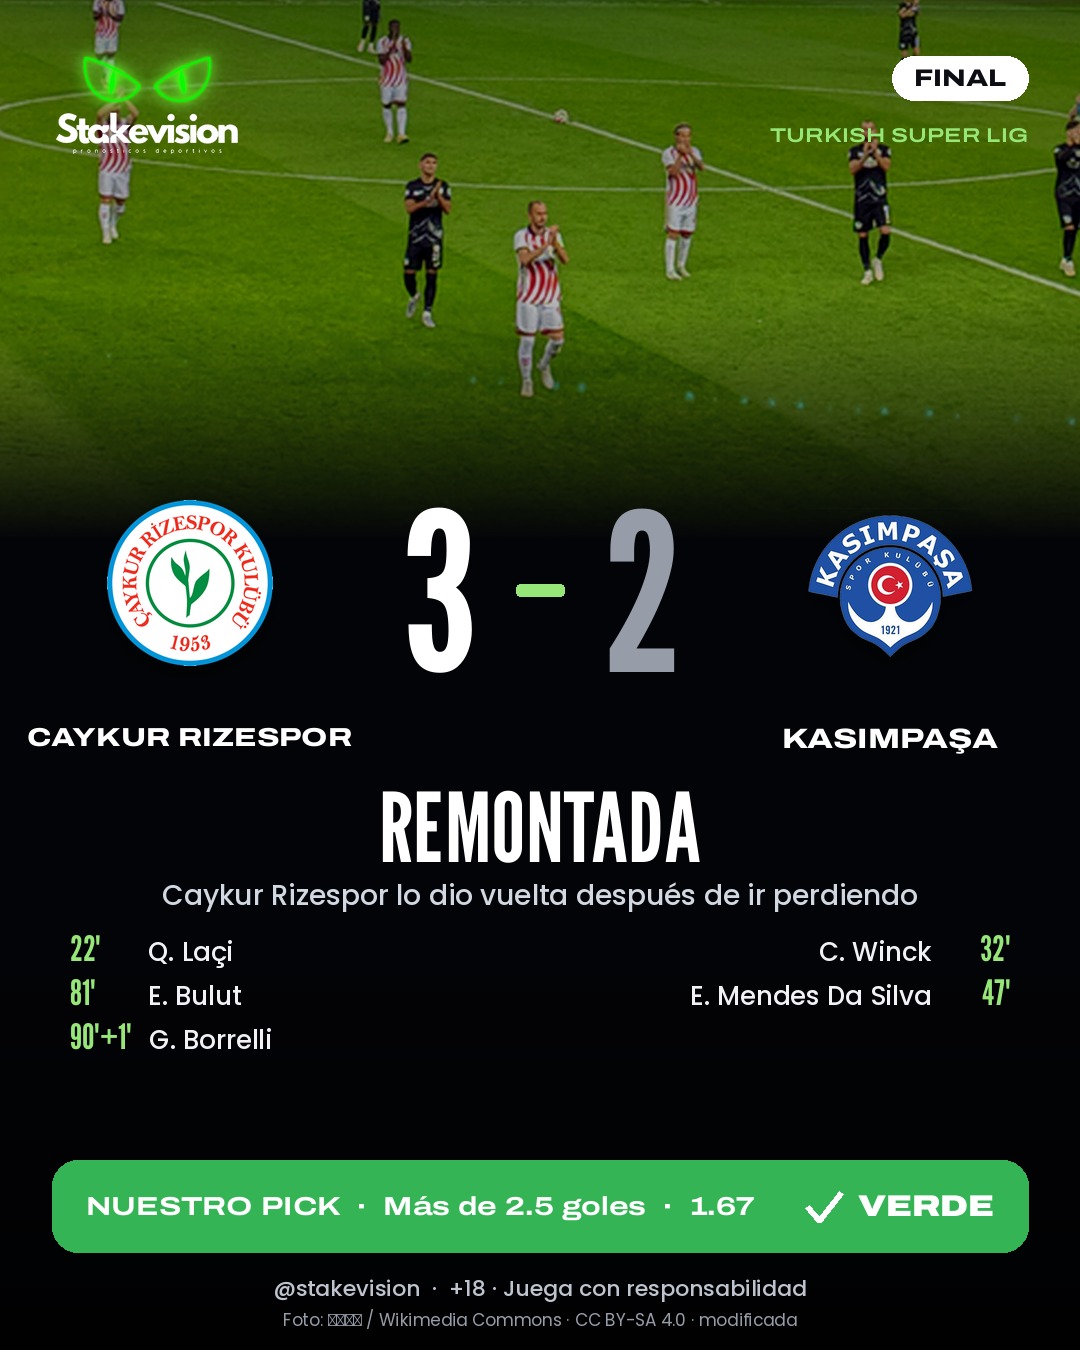 Stakevision
pronosticos deportivos
FINAL
TURKISH SUPER LIG
ÇAYKUR RİZESPOR KULÜBÜ
1953
3 - 2
KASIMPAŞA
SPOR KULÜBÜ
1921
CAYKUR RIZESPOR
KASIMPAŞA
REMONTADA
Caykur Rizespor lo dio vuelta después de ir perdiendo
22' Q. Laçi
C. Winck 32'
81' E. Bulut
E. Mendes Da Silva 47'
90'+1' G. Borrelli
NUESTRO PICK · Más de 2.5 goles · 1.67 ✓ VERDE
@stakevision · +18 · Juega con responsabilidad
Foto: / Wikimedia Commons · CC BY-SA 4.0 · modificada